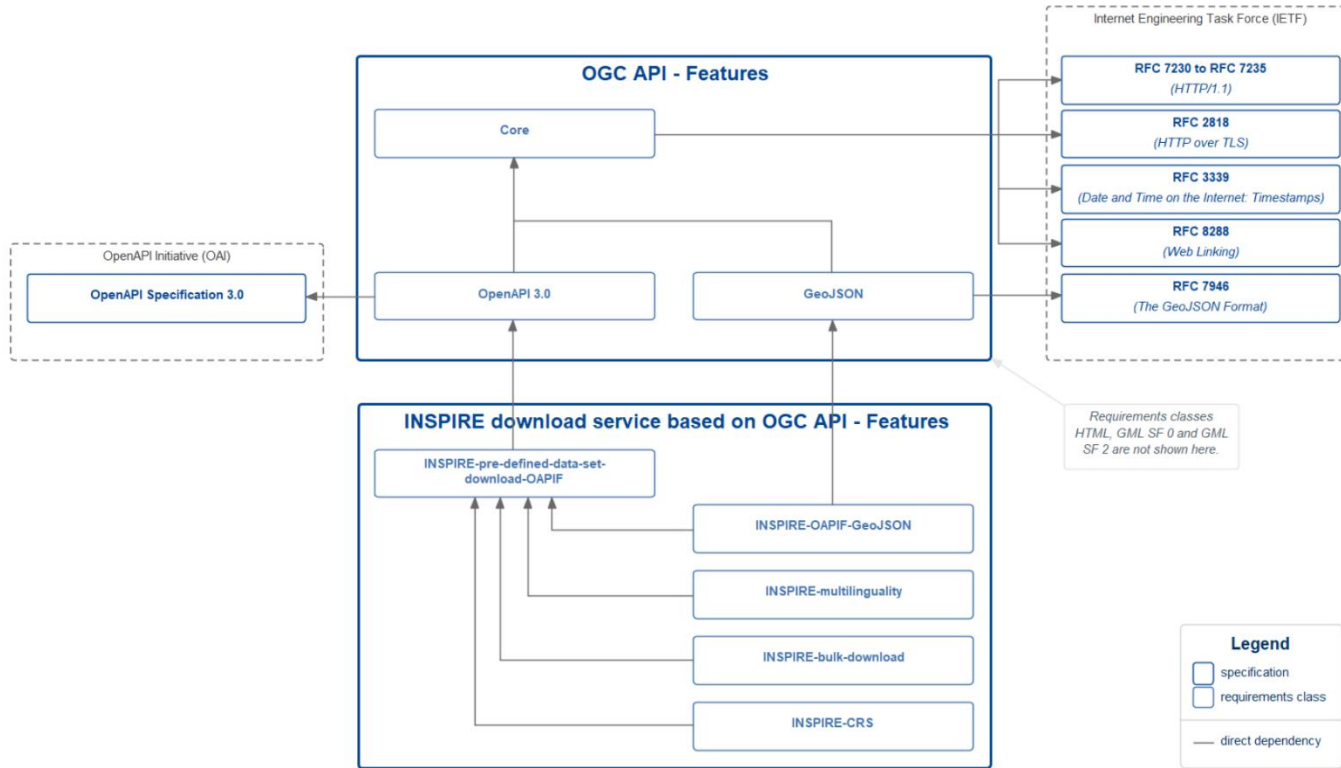 Internet Engineering Task Force (IETF)
OGC API - Features
RFC 7230 to RFC 7235
(HTTP/1.1)
Core
RFC 2818
(HTTP over TLS)
RFC 3339
(Date and Time on the Internet: Timestamps)
RFC 8288
(Web Linking)
OpenAPI Initiative (OAI)
OpenAPI Specification 3.0
OpenAPI 3.0
GeoJSON
RFC 7946
(The GeoJSON Format)
INSPIRE download service based on OGC API - Features
Requirements classes
HTML, GML SF 0 and GML
SF 2 are not shown here.
INSPIRE-pre-defined-data-set-
download-OAPIF
INSPIRE-OAPIF-GeoJSON
INSPIRE-multilinguality
INSPIRE-bulk-download
INSPIRE-CRS
Legend
specification
requirements class
direct dependency